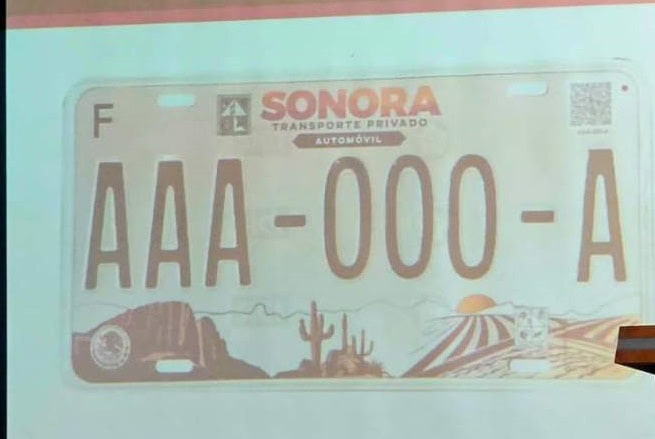 F
SONORA
TRANSPORTE PRIVADO
AUTOMÓVIL
AAA-000-A